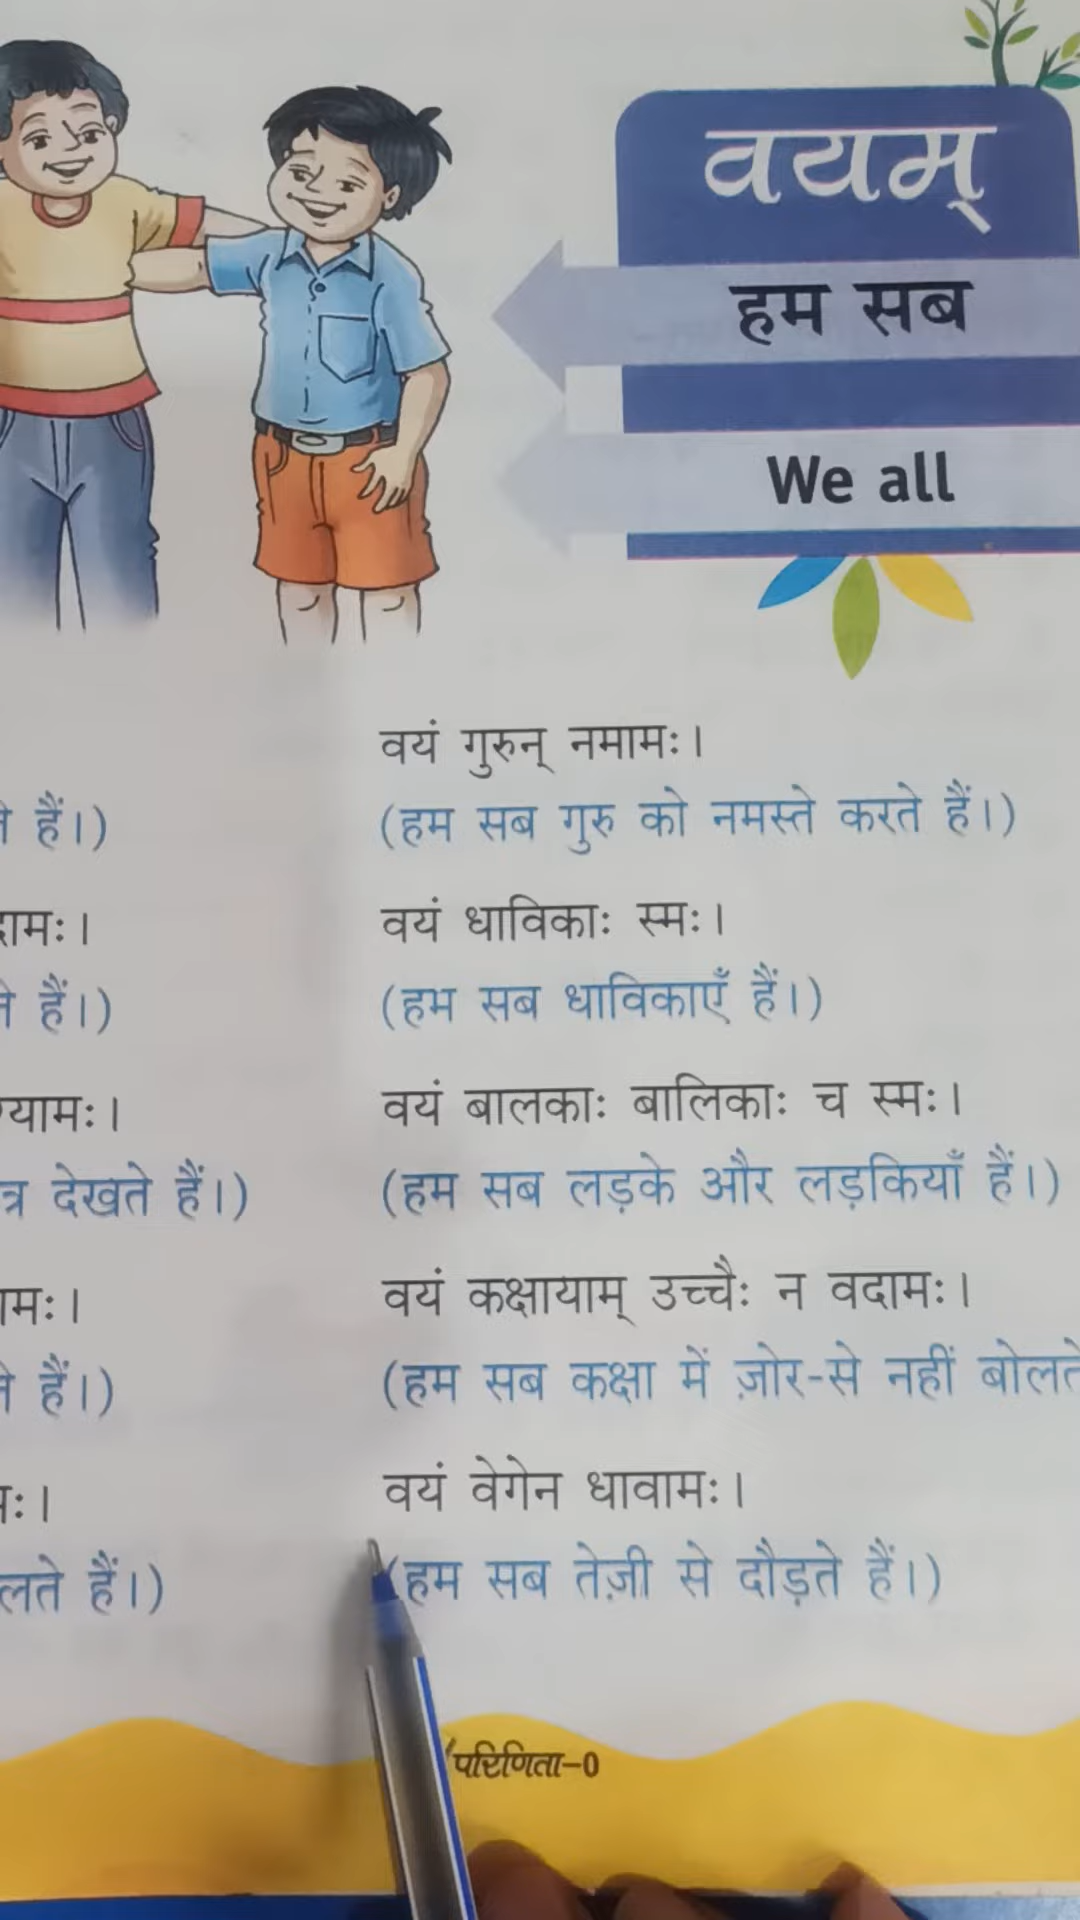 वयम्
हम सब
We all
वयं गुरुन् नमामः।
हैं।) (हम सब गुरु को नमस्ते करते हैं।)
वयं धाविकाः स्मः।
हैं।) (हम सब धाविकाएँ हैं।)
वयं बालकाः बालिकाः च स्मः।
देखते हैं।) (हम सब लड़के और लड़कियाँ हैं।)
वयं कक्षायाम् उच्चैः न वदामः।
हैं।) (हम सब कक्षा में ज़ोर-से नहीं बोलते
वयं वेगेन धावामः।
हैं।) (हम सब तेज़ी से दौड़ते हैं।)
परिणिता-0